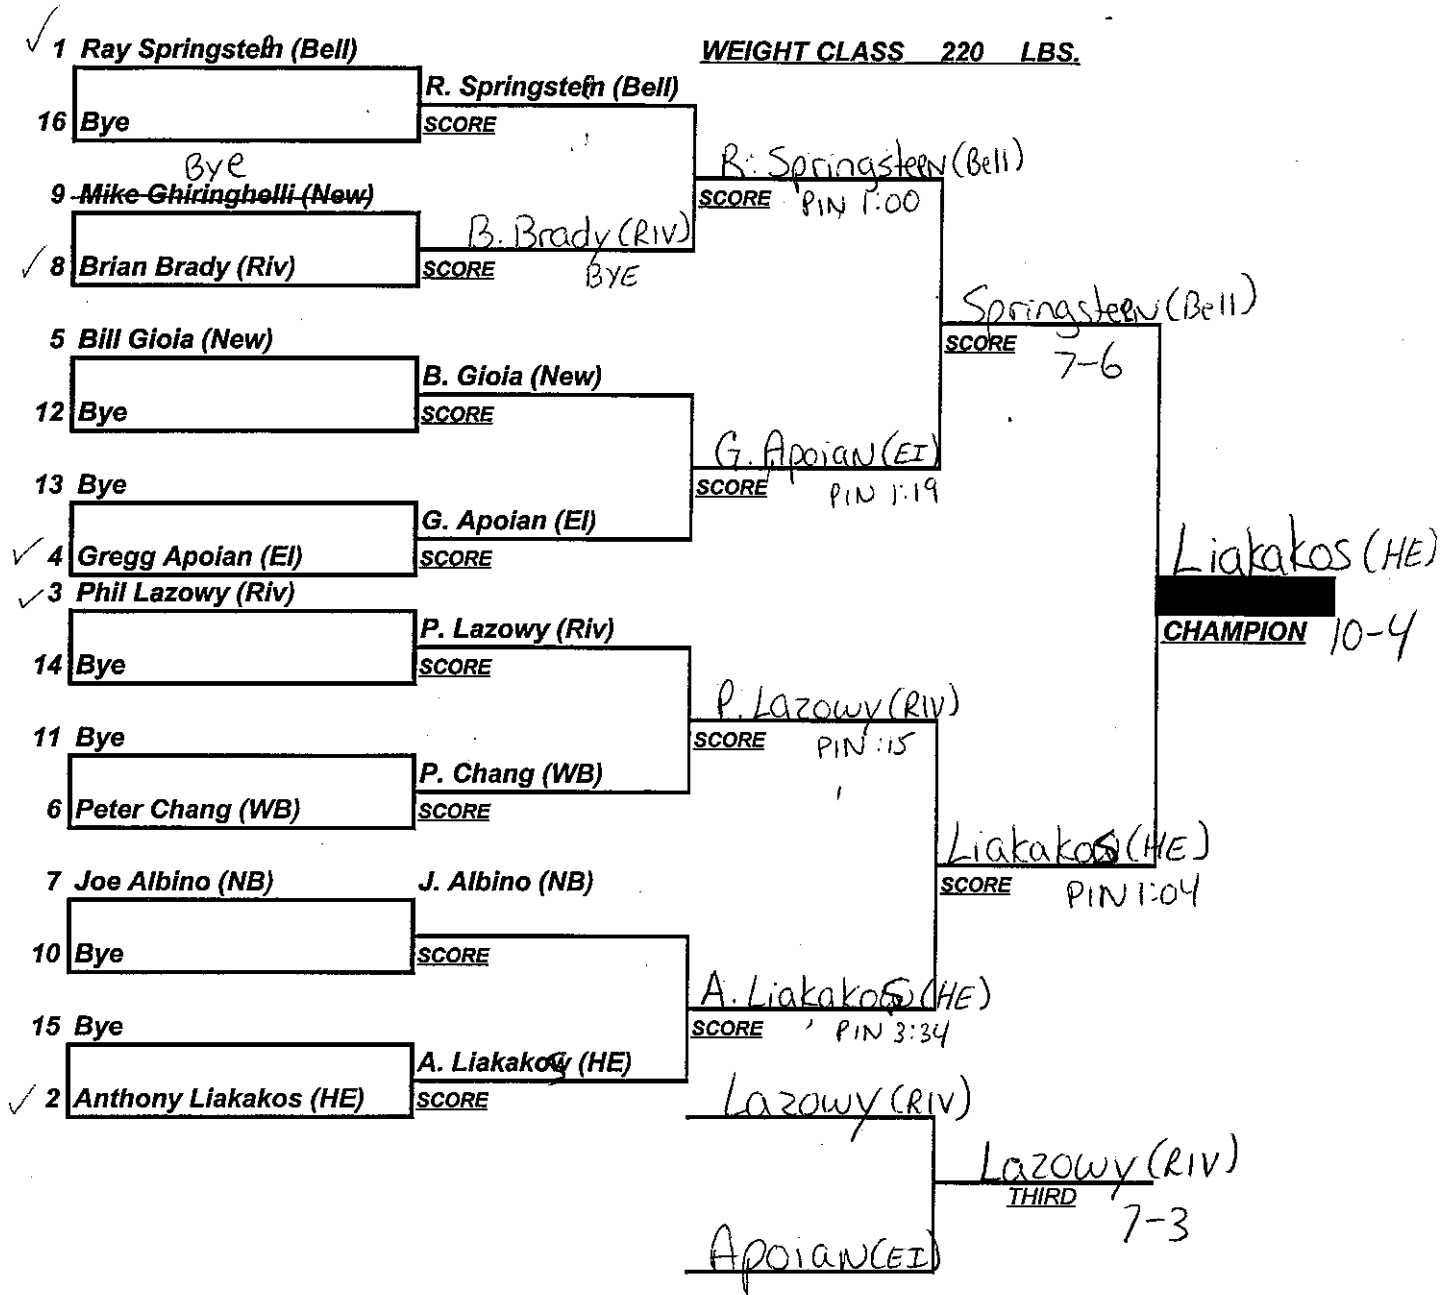 1 Ray Springstein (Bell)
WEIGHT CLASS 220 LBS.
R. Springstein (Bell)
16 Bye
SCORE
Bye
R. Springsteen (Bell)
9 Mike Ghiringhelli (New)
SCORE PIN 1:00
B. Brady (RIV)
8 Brian Brady (Riv)
SCORE BYE
Springsteen (Bell)
SCORE 7-6
5 Bill Gioia (New)
B. Gioia (New)
12 Bye
SCORE
G. Apoian (EI)
13 Bye
SCORE PIN 1:19
G. Apoian (EI)
4 Gregg Apoian (EI)
SCORE
Liakakos (HE)
3 Phil Lazowy (Riv)
P. Lazowy (Riv)
CHAMPION 10-4
14 Bye
SCORE
P. Lazowy (RIV)
11 Bye
SCORE PIN :15
P. Chang (WB)
6 Peter Chang (WB)
SCORE
Liakakos (HE)
7 Joe Albino (NB)
J. Albino (NB)
SCORE PIN 1:04
10 Bye
SCORE
A. Liakakos (HE)
15 Bye
SCORE PIN 3:34
A. Liakakos (HE)
2 Anthony Liakakos (HE)
SCORE
Lazowy (RIV)
Lazowy (RIV)
THIRD
7-3
Apoian (EI)